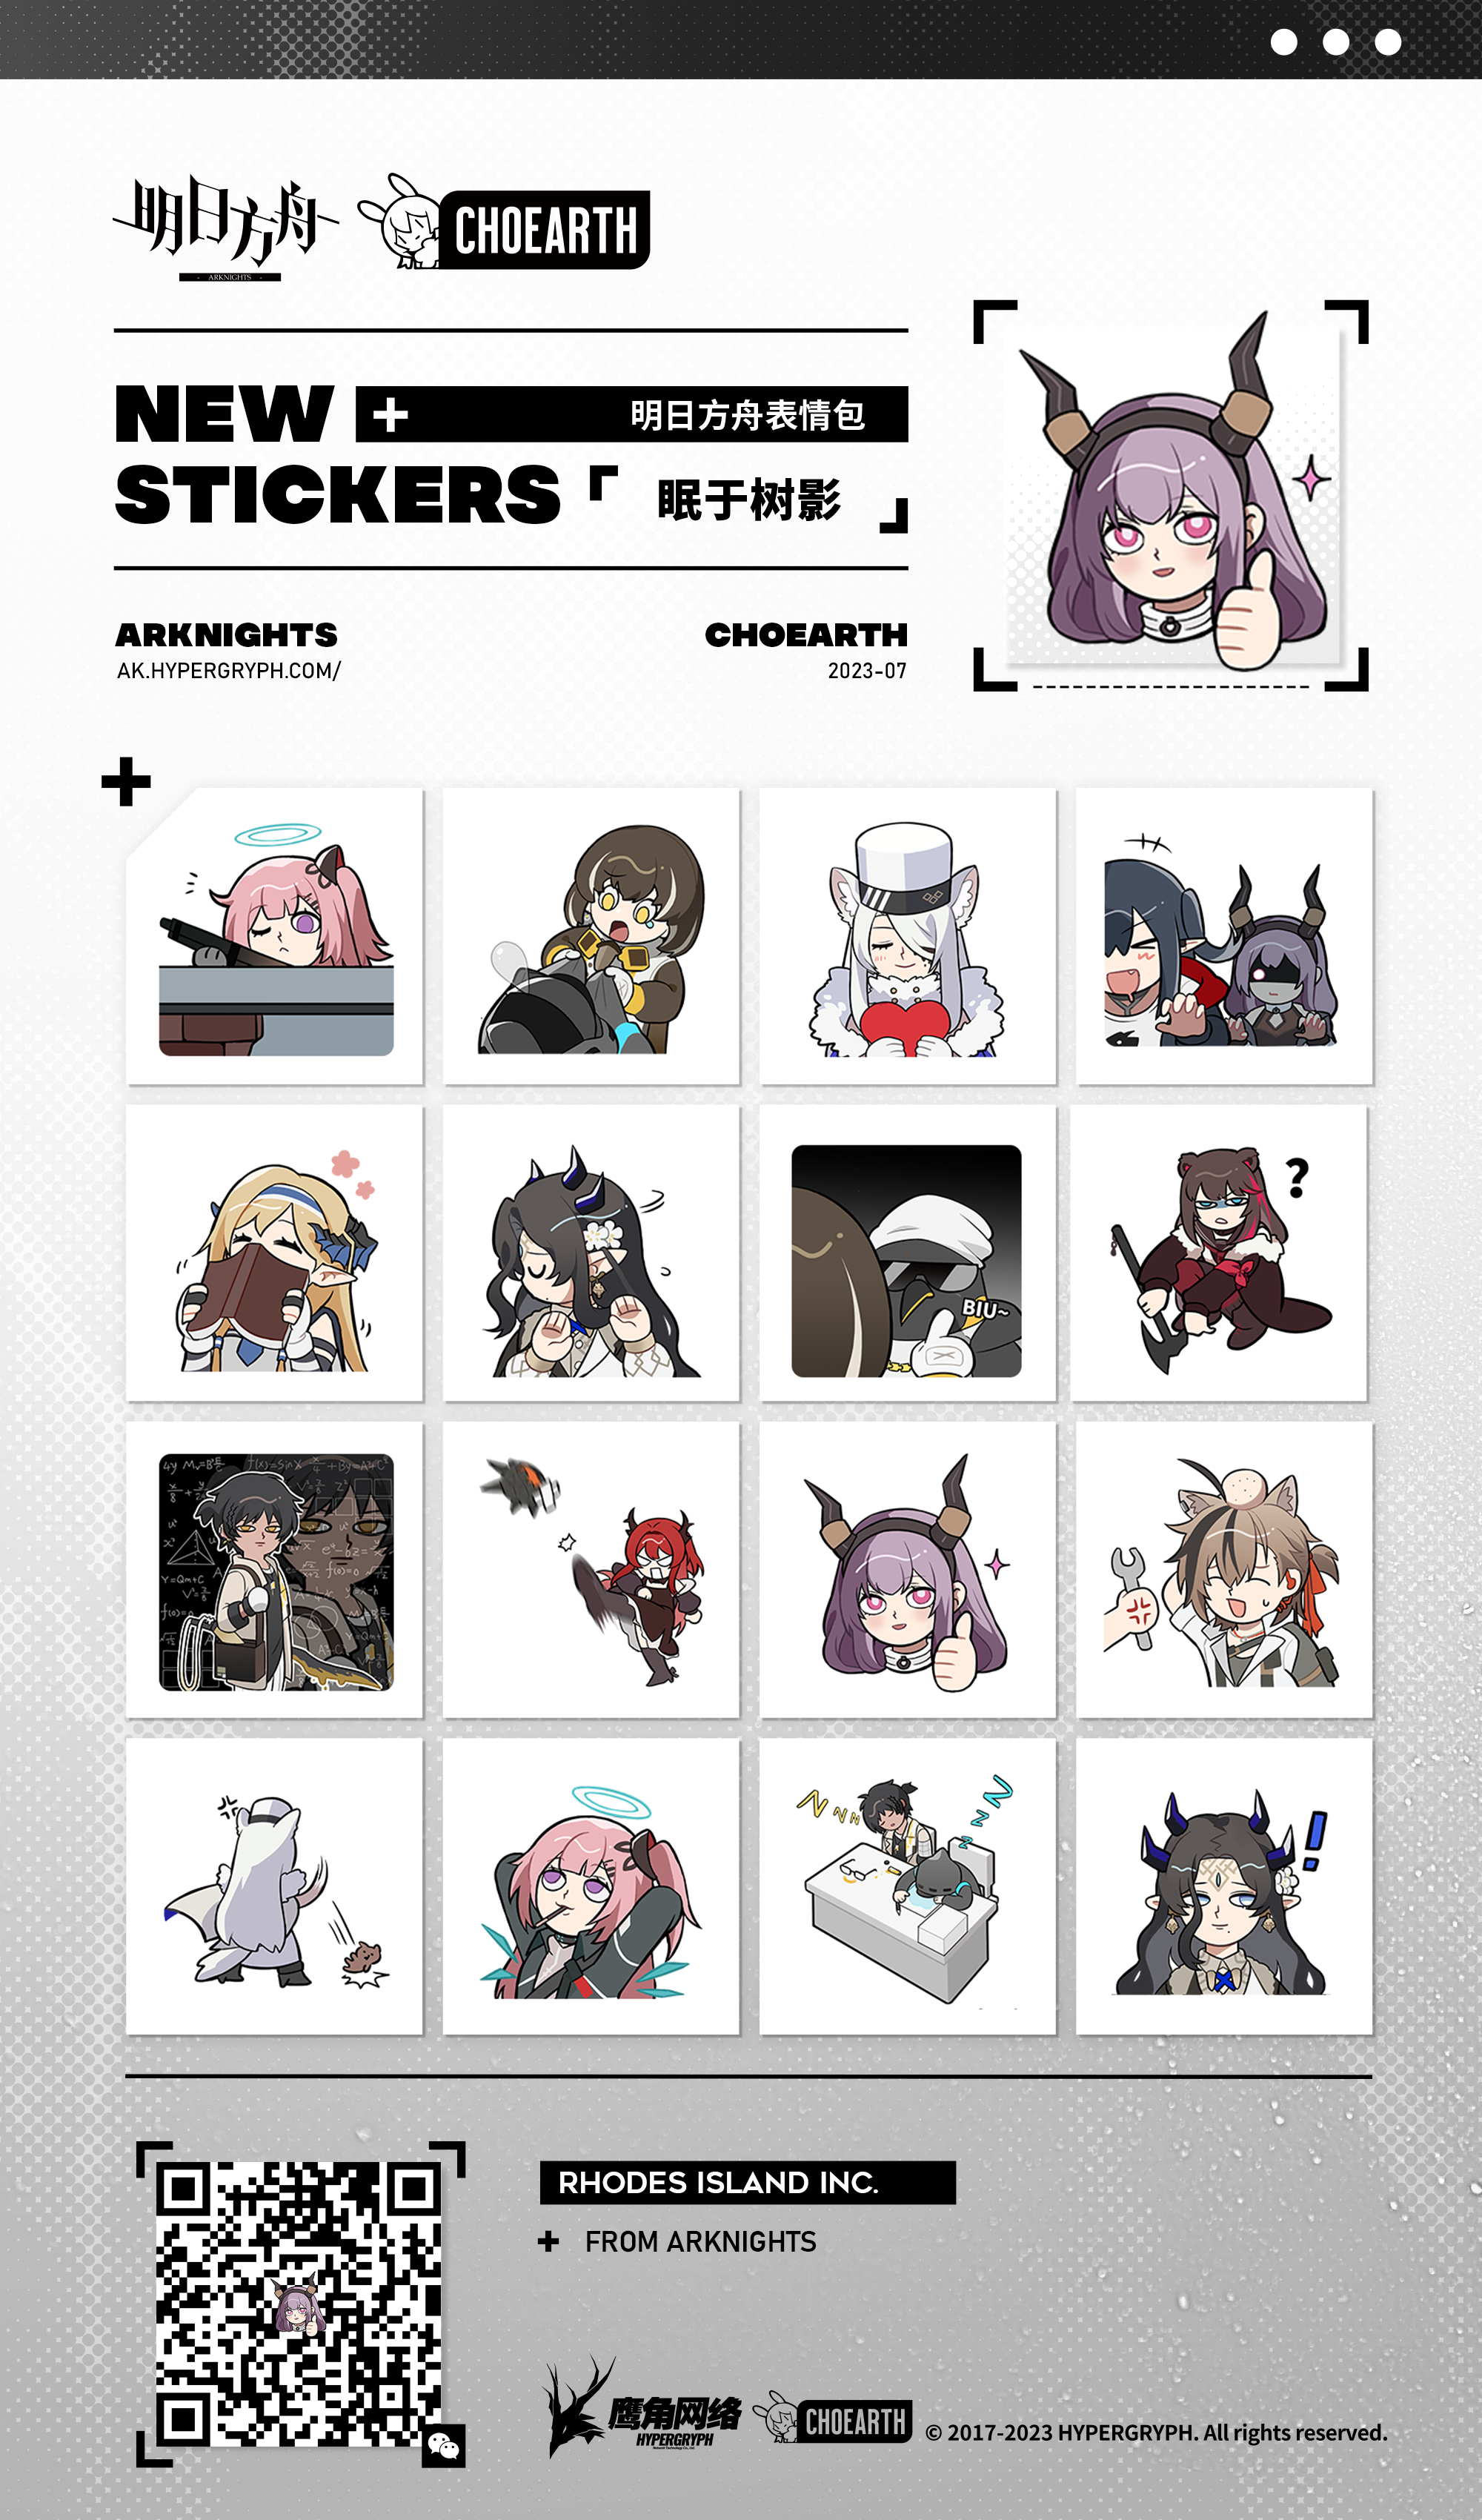 明日方舟
- ARKNIGHTS -
CHOEARTH
NEW
明日方舟表情包
STICKERS「 眠于树影 」
ARKNIGHTS
AK.HYPERGRYPH.COM/
CHOEARTH
2023-07
BIU~
?
N N N
Z Z Z
!
RHODES ISLAND INC.
FROM ARKNIGHTS
鹰角网络
HYPERGRYPH
CHOEARTH
© 2017-2023 HYPERGRYPH. All rights reserved.